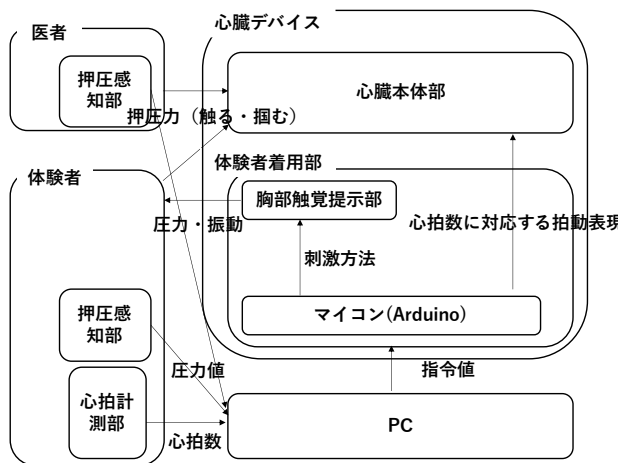 医者
押圧感
知部
心臓デバイス
心臓本体部
押圧力（触る・掴む）
体験者
体験者着用部
胸部触覚提示部
圧力・振動
心拍数に対応する拍動表現
刺激方法
マイコン(Arduino)
押圧感
知部
圧力値
指令値
心拍計
測部
心拍数
PC